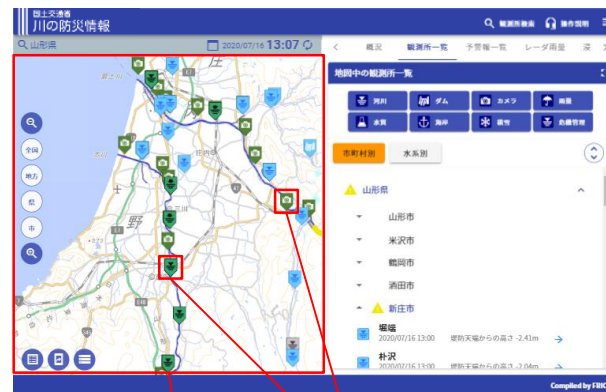 国土交通省
川の防災情報
観測所検索
操作説明
山形県
2020/07/16 13:07
概況
観測所一覧
予警報一覧
レーダ雨量
地図中の観測所一覧
河川
ダム
カメラ
雨量
水質
海岸
積雪
危機管理
市町村別
水系別
全国
地方
県
市
山形県
山形市
米沢市
鶴岡市
酒田市
新庄市
堀端
2020/07/16 13:00 堤防天端からの高さ -2.41m
朴沢
2020/07/16 13:00 堤防天端からの高さ -2.04m
庄
野
Compiled by FRICS